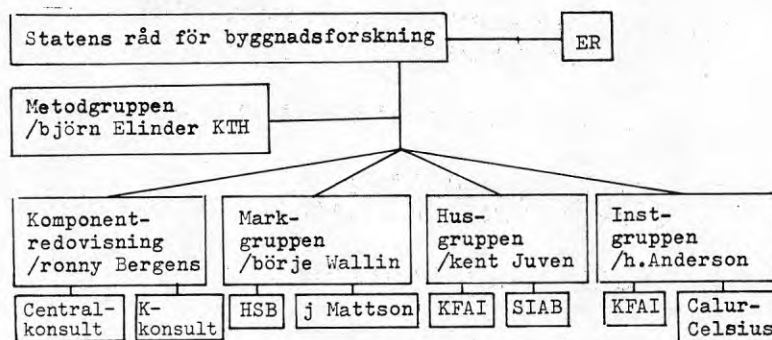 Statens råd för byggnadsforskning
ER
Metodgruppen
/björn Elinder KTH
Komponent-
redovisning
/ronny Bergens
Mark-
gruppen
/börje Wallin
Hus-
gruppen
/kent Juven
Inst-
gruppen
/h.Anderson
Central-
konsult
K-
konsult
HSB
j Mattson
KFAI
SIAB
KFAI
Calur-
Celsius